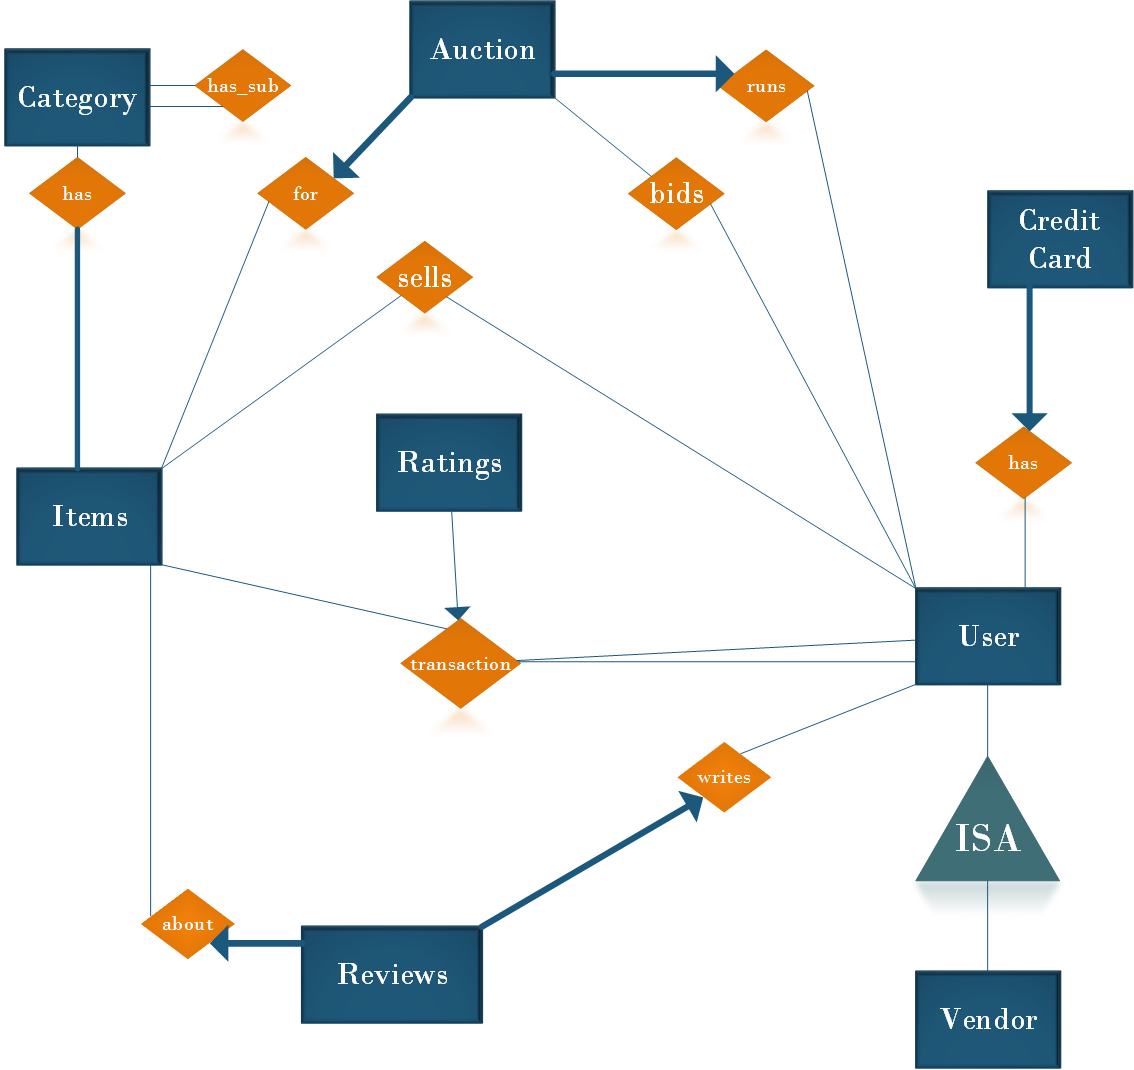 Auction
Category
has_sub
runs
has
for
bids
Credit
Card
sells
Ratings
has
Items
User
transaction
writes
ISA
about
Reviews
Vendor